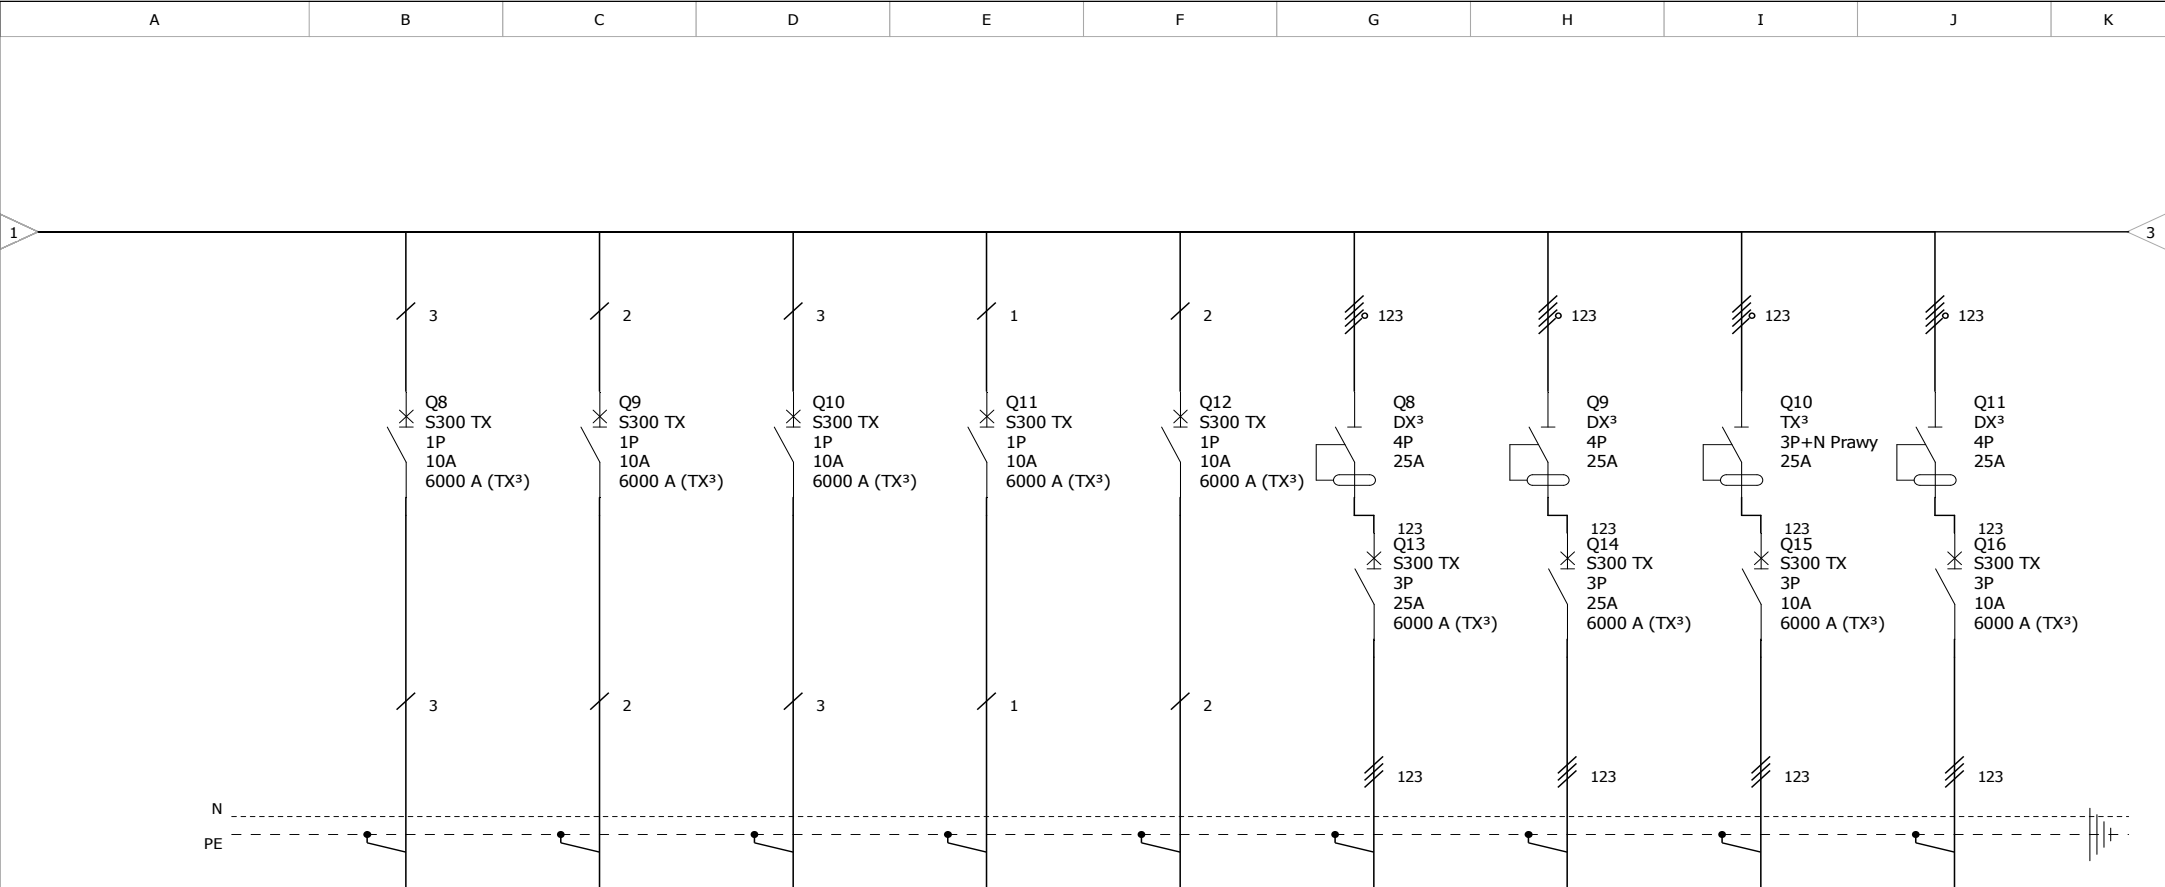 A B C D E F G H I J K
1 3
3 2 3 1 2 123 123 123 123
Q8
S300 TX
1P
10A
6000 A (TX³)
Q9
S300 TX
1P
10A
6000 A (TX³)
Q10
S300 TX
1P
10A
6000 A (TX³)
Q11
S300 TX
1P
10A
6000 A (TX³)
Q12
S300 TX
1P
10A
6000 A (TX³)
Q8
DX³
4P
25A
Q9
DX³
4P
25A
Q10
TX³
3P+N Prawy
25A
Q11
DX³
4P
25A
123
Q13
S300 TX
3P
25A
6000 A (TX³)
123
Q14
S300 TX
3P
25A
6000 A (TX³)
123
Q15
S300 TX
3P
10A
6000 A (TX³)
123
Q16
S300 TX
3P
10A
6000 A (TX³)
3 2 3 1 2
123 123 123 123
N
PE